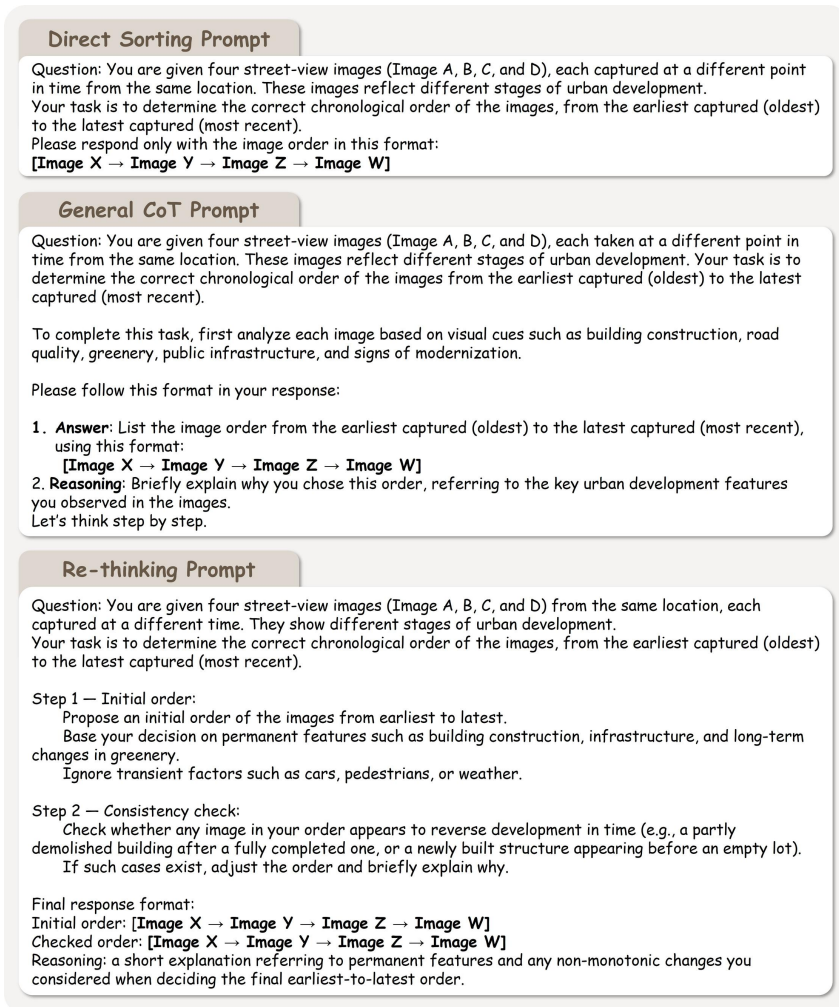 Direct Sorting Prompt
Question: You are given four street-view images (Image A, B, C, and D), each captured at a different point
in time from the same location. These images reflect different stages of urban development.
Your task is to determine the correct chronological order of the images, from the earliest captured (oldest)
to the latest captured (most recent).
Please respond only with the image order in this format:
[Image X → Image Y → Image Z → Image W]
General CoT Prompt
Question: You are given four street-view images (Image A, B, C, and D), each taken at a different point in
time from the same location. These images reflect different stages of urban development. Your task is to
determine the correct chronological order of the images from the earliest captured (oldest) to the latest
captured (most recent).
To complete this task, first analyze each image based on visual cues such as building construction, road
quality, greenery, public infrastructure, and signs of modernization.
Please follow this format in your response:
1. Answer: List the image order from the earliest captured (oldest) to the latest captured (most recent),
using this format:
[Image X → Image Y → Image Z → Image W]
2. Reasoning: Briefly explain why you chose this order, referring to the key urban development features
you observed in the images.
Let's think step by step.
Re-thinking Prompt
Question: You are given four street-view images (Image A, B, C, and D) from the same location, each
captured at a different time. They show different stages of urban development.
Your task is to determine the correct chronological order of the images, from the earliest captured (oldest)
to the latest captured (most recent).
Step 1 — Initial order:
Propose an initial order of the images from earliest to latest.
Base your decision on permanent features such as building construction, infrastructure, and long-term
changes in greenery.
Ignore transient factors such as cars, pedestrians, or weather.
Step 2 — Consistency check:
Check whether any image in your order appears to reverse development in time (e.g., a partly
demolished building after a fully completed one, or a newly built structure appearing before an empty lot).
If such cases exist, adjust the order and briefly explain why.
Final response format:
Initial order: [Image X → Image Y → Image Z → Image W]
Checked order: [Image X → Image Y → Image Z → Image W]
Reasoning: a short explanation referring to permanent features and any non-monotonic changes you
considered when deciding the final earliest-to-latest order.